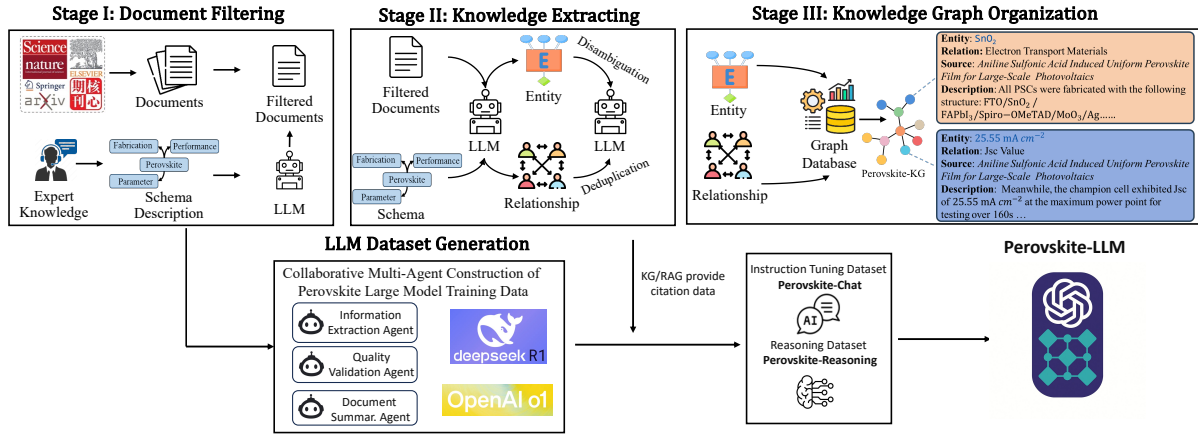 Stage I: Document Filtering
Science
nature
ELSEVIER
Springer
arXiv
期核
刊心
Documents
Filtered
Documents
Expert
Knowledge
Fabrication
Performance
Perovskite
Parameter
Schema
Description
LLM
Stage II: Knowledge Extracting
Filtered
Documents
Fabrication
Performance
Perovskite
Parameter
Schema
LLM
E
Entity
Relationship
Disambiguation
LLM
Deduplication
Stage III: Knowledge Graph Organization
E
Entity
Relationship
Graph
Database
Perovskite-KG
Entity: SnO₂
Relation: Electron Transport Materials
Source: Aniline Sulfonic Acid Induced Uniform Perovskite
Film for Large-Scale Photovoltaics
Description: All PSCs were fabricated with the following
structure: FTO/SnO₂ /
FAPbI₃/Spiro−OMeTAD/MoO₃/Ag……
Entity: 25.55 mA cm⁻²
Relation: Jsc Value
Source: Aniline Sulfonic Acid Induced Uniform Perovskite
Film for Large-Scale Photovoltaics
Description: Meanwhile, the champion cell exhibited Jsc
of 25.55 mA cm⁻² at the maximum power point for
testing over 160s …
LLM Dataset Generation
Collaborative Multi-Agent Construction of
Perovskite Large Model Training Data
Information
Extraction Agent
Quality
Validation Agent
Document
Summar. Agent
deepseek R1
OpenAI o1
KG/RAG provide
citation data
Instruction Tuning Dataset
Perovskite-Chat
AI
Reasoning Dataset
Perovskite-Reasoning
Perovskite-LLM